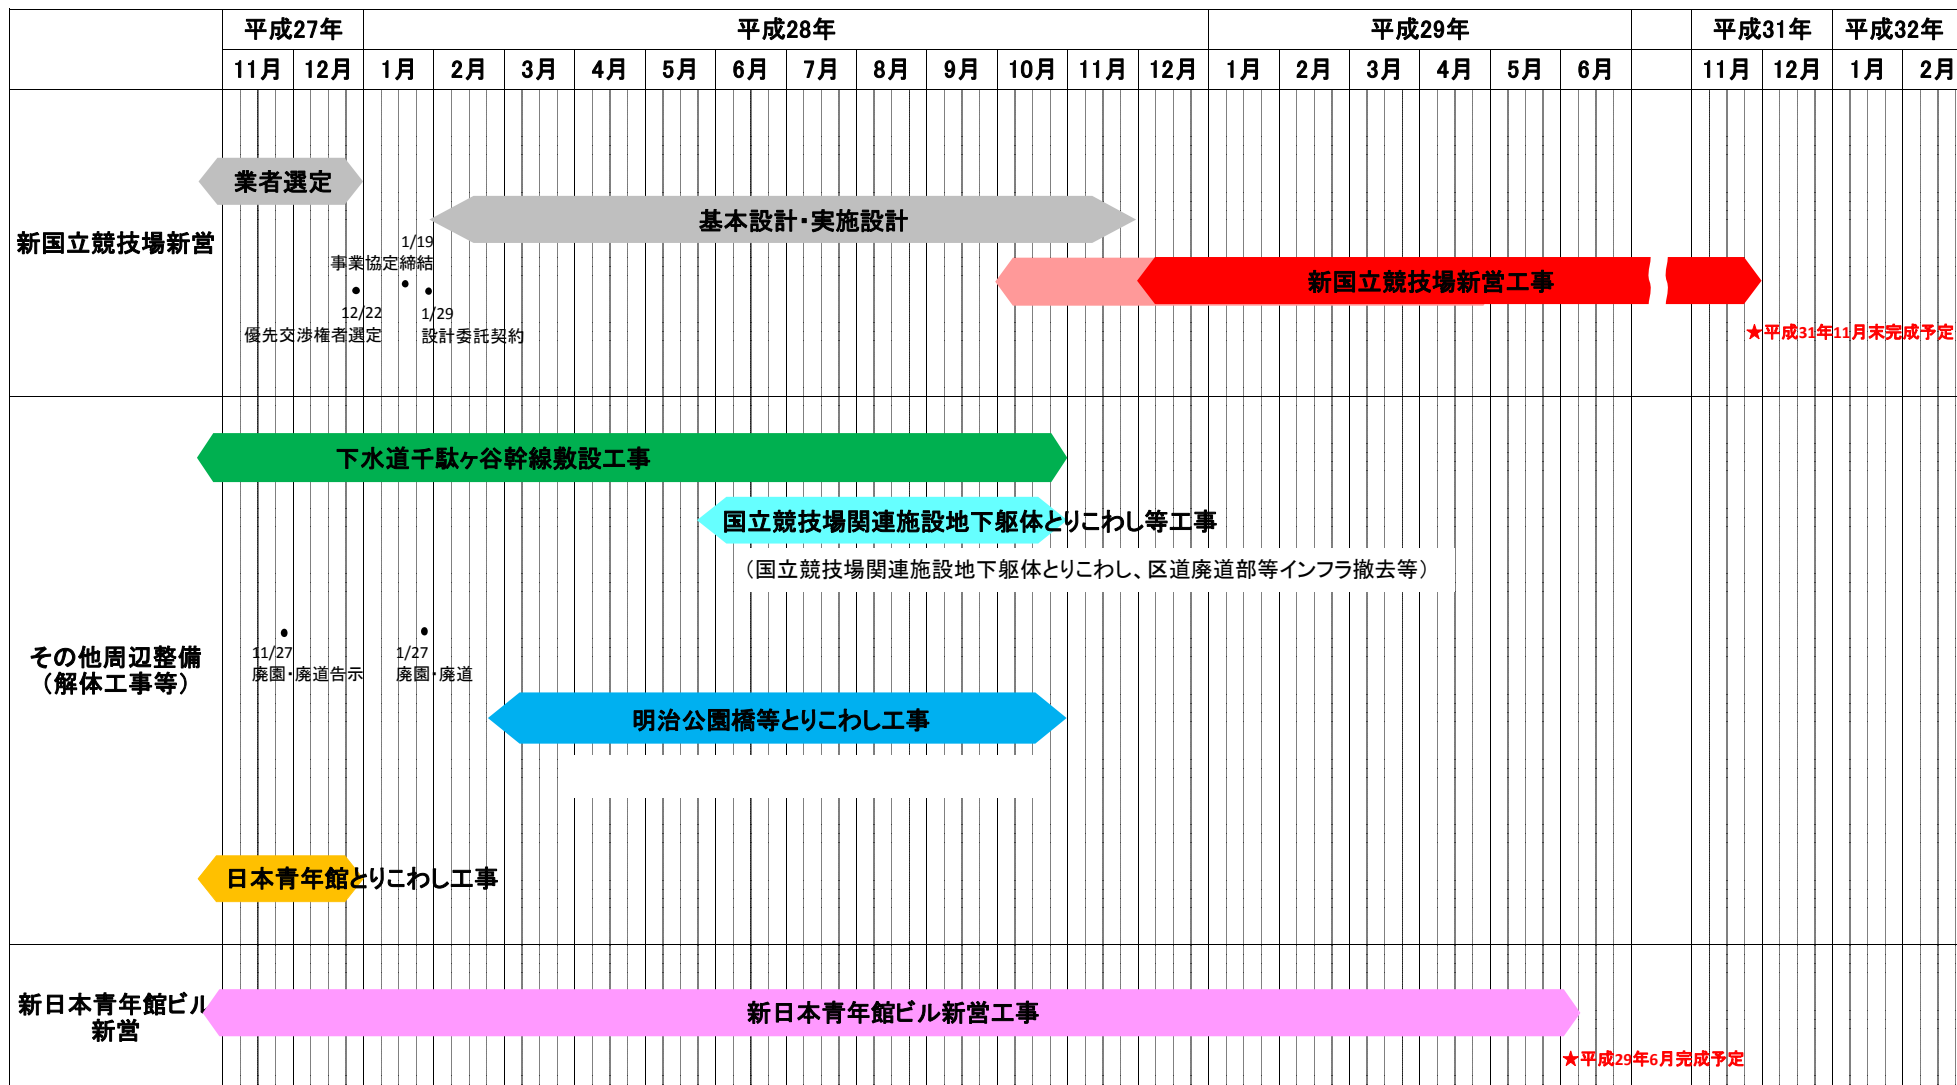 平成27年 平成28年 平成29年 平成31年 平成32年
11月 12月 1月 2月 3月 4月 5月 6月 7月 8月 9月 10月 11月 12月 1月 2月 3月 4月 5月 6月 11月 12月 1月 2月
新国立競技場新営
業者選定
基本設計・実施設計
1/19
事業協定締結
新国立競技場新営工事
12/22
優先交渉権者選定
1/29
設計委託契約
★平成31年11月末完成予定
その他周辺整備
（解体工事等）
下水道千駄ヶ谷幹線敷設工事
国立競技場関連施設地下躯体とりこわし等工事
（国立競技場関連施設地下躯体とりこわし、区道廃道部等インフラ撤去等）
11/27
廃園・廃道告示
1/27
廃園・廃道
明治公園橋等とりこわし工事
日本青年館とりこわし工事
新日本青年館ビル
新営
新日本青年館ビル新営工事
★平成29年6月完成予定